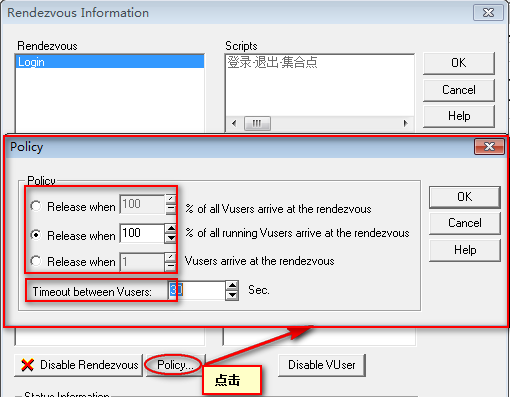 Rendezvous Information
Rendezvous
Scripts
Login
登录-退出-集合点
OK
Cancel
Help
Policy
Policy
Release when 100 % of all Vusers arrive at the rendezvous
Release when 100 % of all running Vusers arrive at the rendezvous
Release when 1 Vusers arrive at the rendezvous
Timeout between Vusers: Sec.
OK
Cancel
Help
Disable Rendezvous
Policy...
Disable VUser
点击
Status Information